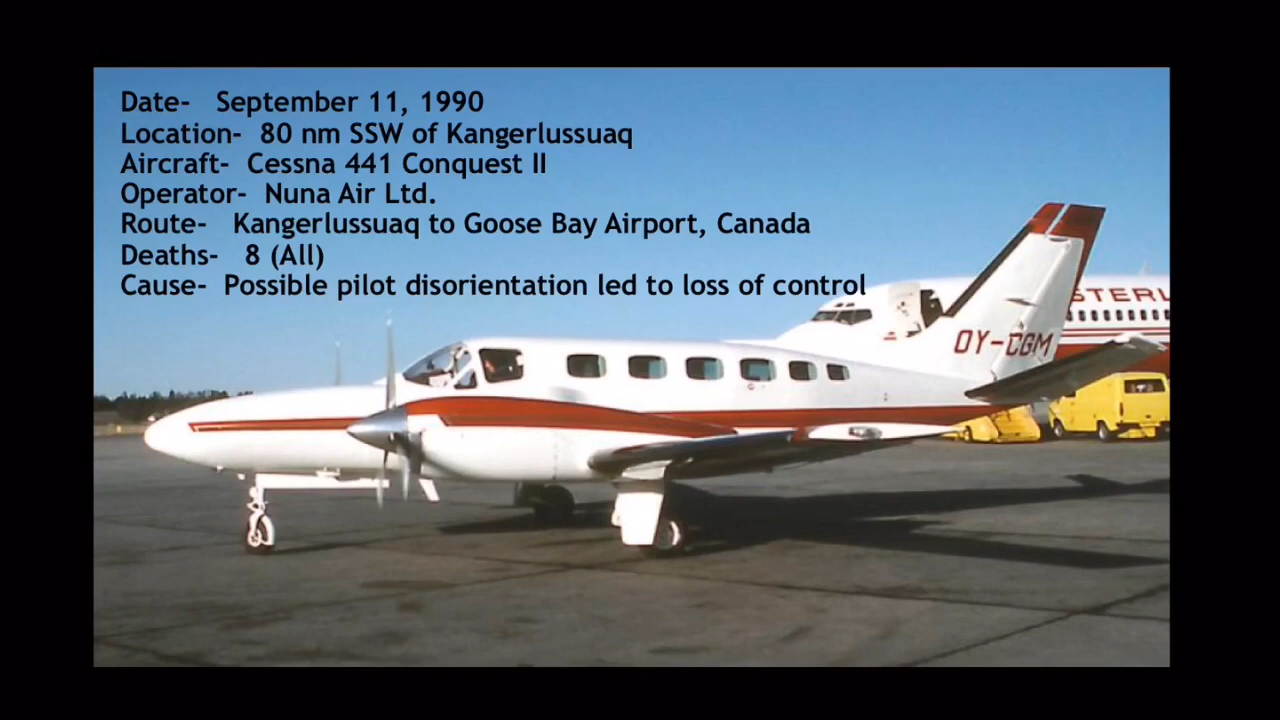 Date-   September 11, 1990
Location-  80 nm SSW of Kangerlussuaq
Aircraft-  Cessna 441 Conquest II
Operator-  Nuna Air Ltd.
Route-   Kangerlussuaq to Goose Bay Airport, Canada
Deaths-   8 (All)
Cause-  Possible pilot disorientation led to loss of control
STERL
OY-CGM